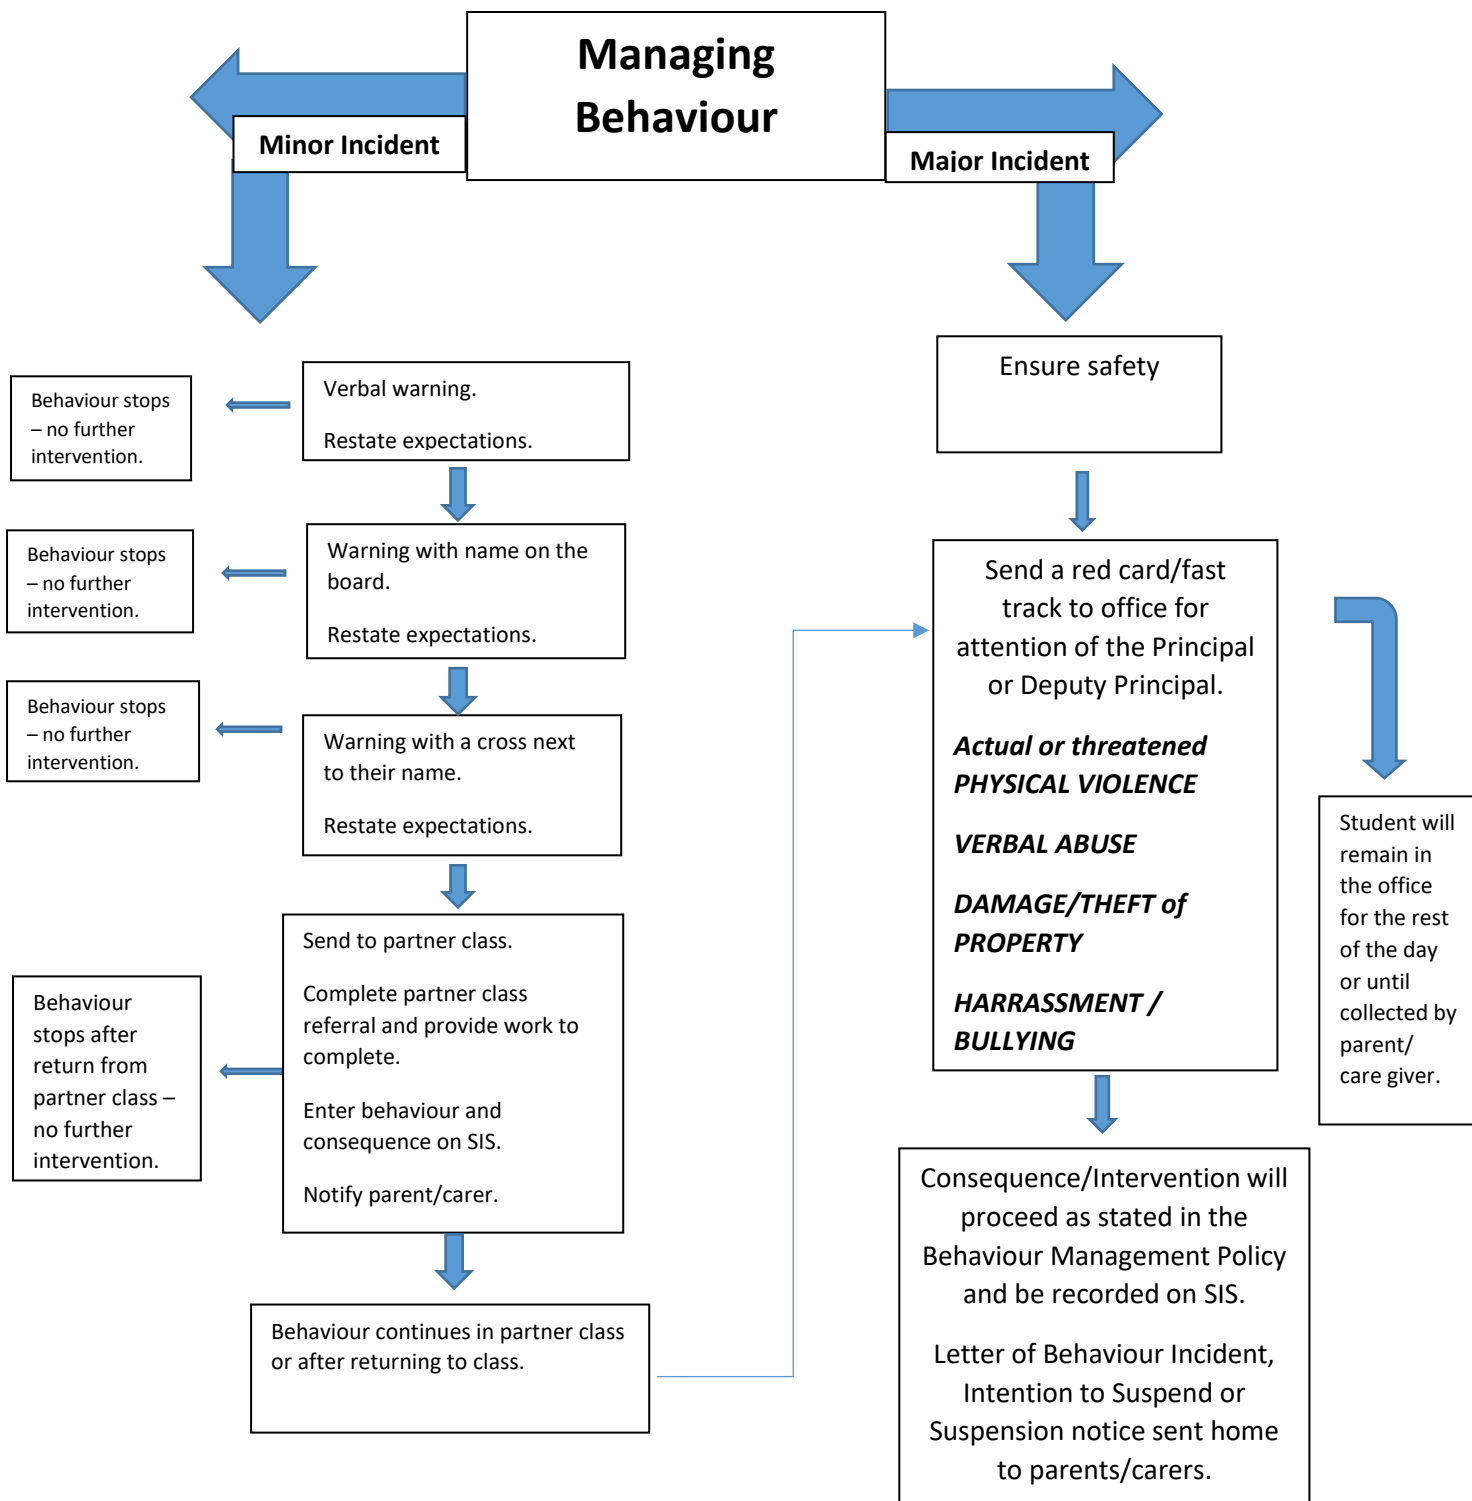 Managing
Behaviour
Minor Incident
Major Incident
Behaviour stops
– no further
intervention.
Verbal warning.
Restate expectations.
Behaviour stops
– no further
intervention.
Warning with name on the
board.
Restate expectations.
Behaviour stops
– no further
intervention.
Warning with a cross next
to their name.
Restate expectations.
Behaviour
stops after
return from
partner class –
no further
intervention.
Send to partner class.
Complete partner class
referral and provide work to
complete.
Enter behaviour and
consequence on SIS.
Notify parent/carer.
Behaviour continues in partner class
or after returning to class.
Ensure safety
Send a red card/fast
track to office for
attention of the Principal
or Deputy Principal.
Actual or threatened
PHYSICAL VIOLENCE
VERBAL ABUSE
DAMAGE/THEFT of
PROPERTY
HARRASSMENT /
BULLYING
Student will
remain in
the office
for the rest
of the day
or until
collected by
parent/
care giver.
Consequence/Intervention will
proceed as stated in the
Behaviour Management Policy
and be recorded on SIS.
Letter of Behaviour Incident,
Intention to Suspend or
Suspension notice sent home
to parents/carers.